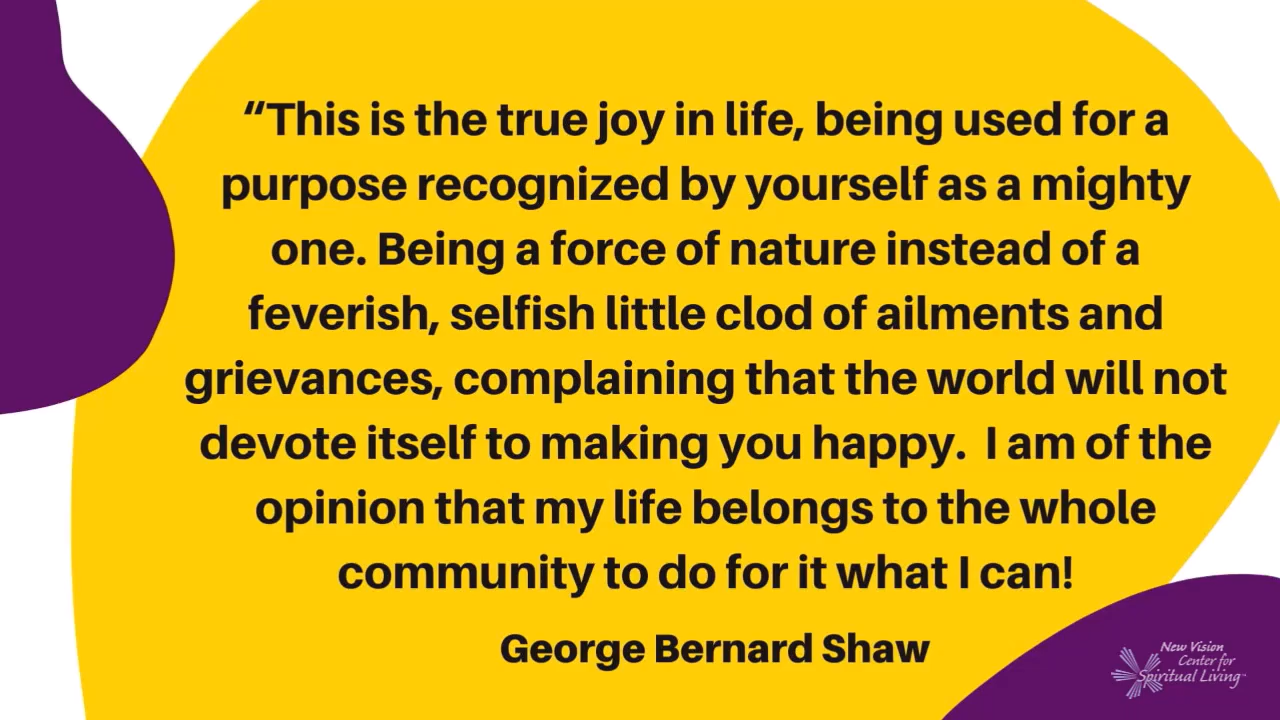 “This is the true joy in life, being used for a
purpose recognized by yourself as a mighty
one. Being a force of nature instead of a
feverish, selfish little clod of ailments and
grievances, complaining that the world will not
devote itself to making you happy.  I am of the
opinion that my life belongs to the whole
community to do for it what I can!
George Bernard Shaw
New Vision
Center for
Spiritual Living